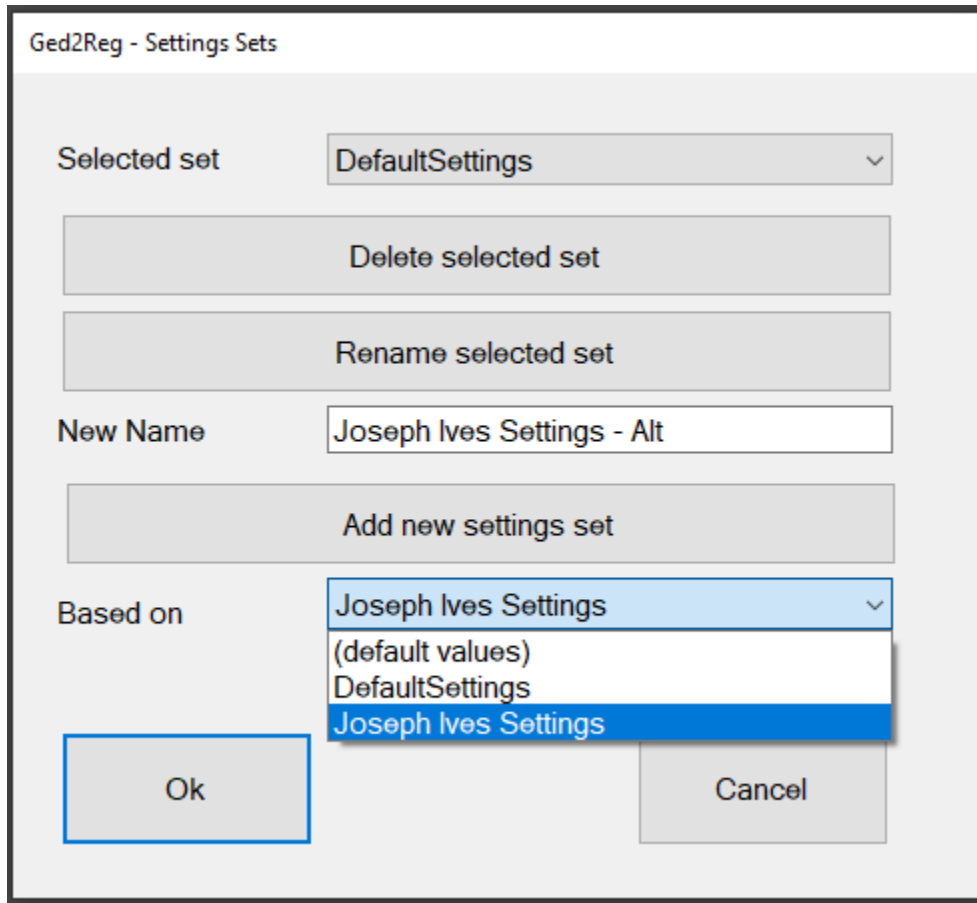 Ged2Reg - Settings Sets
Selected set
DefaultSettings
Delete selected set
Rename selected set
New Name
Joseph Ives Settings - Alt
Add new settings set
Based on
Joseph Ives Settings
(default values)
DefaultSettings
Joseph Ives Settings
Ok
Cancel